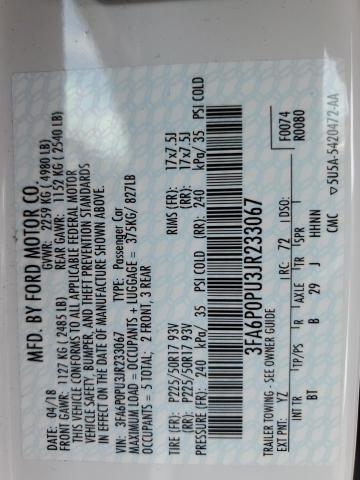 MFD. BY FORD MOTOR CO.
DATE: 04/18 GVWR: 2259 KG ( 4980 LB)
FRONT GAWR: 1127 KG ( 2485 LB) REAR GAWR: 1152 KG ( 2540 LB)
THIS VEHICLE CONFORMS TO ALL APPLICABLE FEDERAL MOTOR
VEHICLE SAFETY, BUMPER, AND THEFT PREVENTION STANDARDS
IN EFFECT ON THE DATE OF MANUFACTURE SHOWN ABOVE.
VIN: 3FA6P0PU3JR233067 TYPE: Passenger Car
MAXIMUM LOAD = OCCUPANTS + LUGGAGE = 375KG/ 827LB
OCCUPANTS = 5 TOTAL; 2 FRONT, 3 REAR
TIRE (FR): P225/50R17 93V RIMS (FR): 17x7.5J
(RR): P225/50R17 93V (RR): 17x7.5J
PRESSURE (FR): 240 kPa/ 35 PSI COLD (RR): 240 kPa/ 35 PSI COLD
3FA6P0PU3JR233067
TRAILER TOWING - SEE OWNER GUIDE F0074
EXT PNT: YZ RC: 72 DSO: R0080
INT TR TP/PS R AXLE TR SPR
BT B 29 J HHNN
CMC 5U5A-5420472-AA